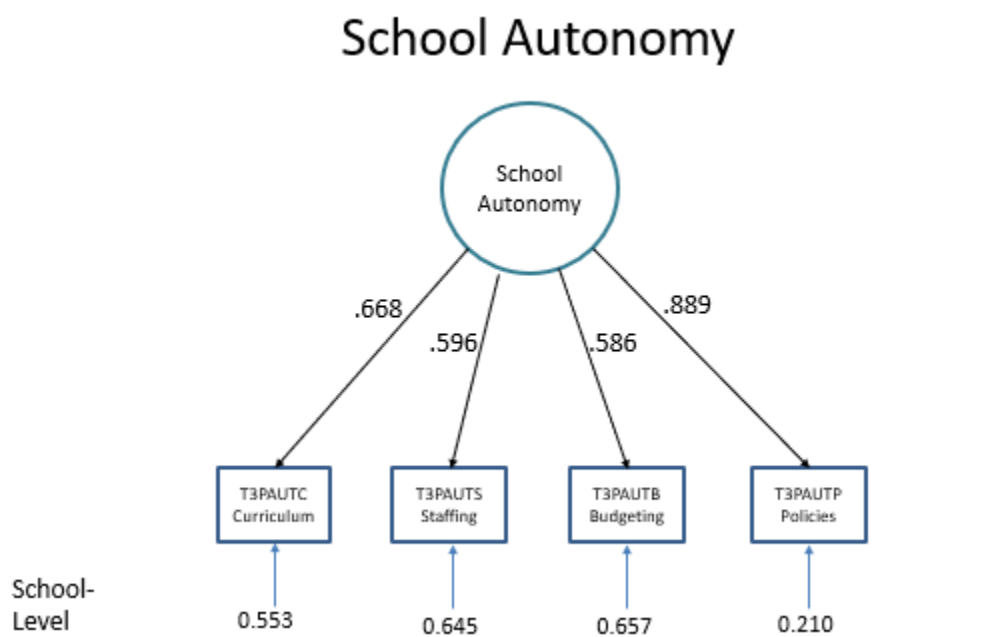 School Autonomy
School
Autonomy
.668
.889
.596
.586
T3PAUTC
Curriculum
T3PAUTS
Staffing
T3PAUTB
Budgeting
T3PAUTP
Policies
School-
Level
0.553
0.645
0.657
0.210